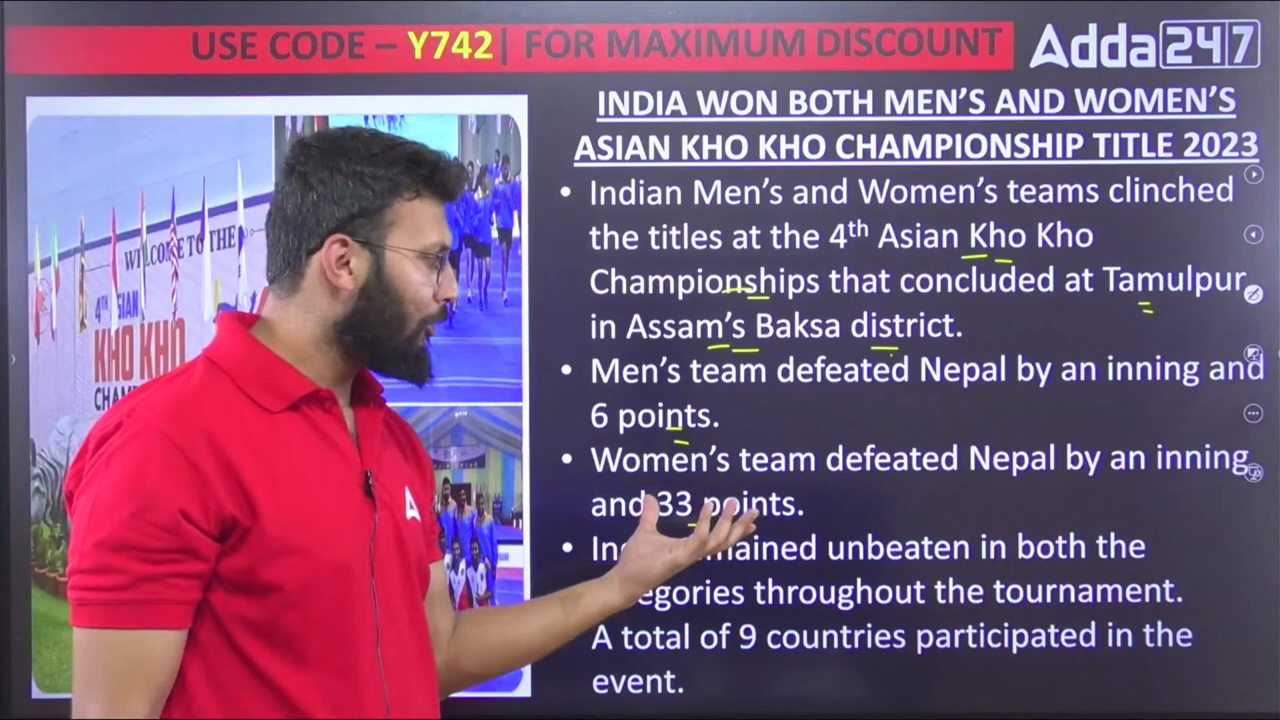 USE CODE – Y742 | FOR MAXIMUM DISCOUNT
Adda247
INDIA WON BOTH MEN'S AND WOMEN'S
ASIAN KHO KHO CHAMPIONSHIP TITLE 2023
• Indian Men's and Women's teams clinched
the titles at the 4th Asian Kho Kho
Championships that concluded at Tamulpur
in Assam's Baksa district.
• Men's team defeated Nepal by an inning and
6 points.
• Women's team defeated Nepal by an inning
and 33 points.
• mained unbeaten in both the
egories throughout the tournament.
A total of 9 countries participated in the
event.
WELCOME TO THE
4TH ASIAN
KHO KHO
CHAM